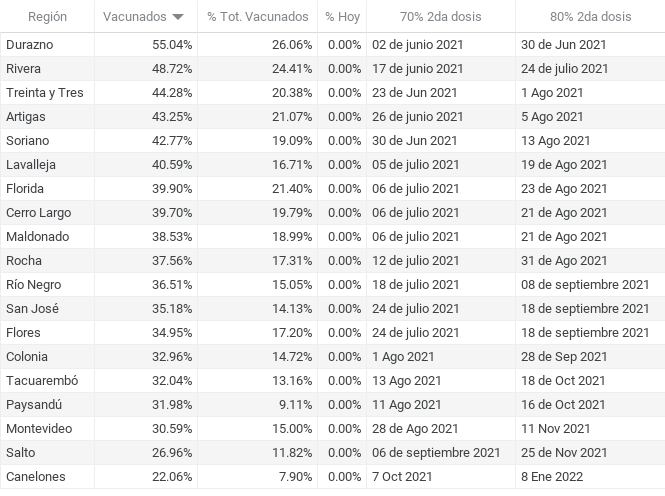 Región Vacunados % Tot. Vacunados % Hoy 70% 2da dosis 80% 2da dosis
Durazno 55.04% 26.06% 0.00% 02 de junio 2021 30 de Jun 2021
Rivera 48.72% 24.41% 0.00% 17 de junio 2021 24 de julio 2021
Treinta y Tres 44.28% 20.38% 0.00% 23 de Jun 2021 1 Ago 2021
Artigas 43.25% 21.07% 0.00% 26 de junio 2021 5 Ago 2021
Soriano 42.77% 19.09% 0.00% 30 de Jun 2021 13 Ago 2021
Lavalleja 40.59% 16.71% 0.00% 05 de julio 2021 19 de Ago 2021
Florida 39.90% 21.40% 0.00% 06 de julio 2021 23 de Ago 2021
Cerro Largo 39.70% 19.79% 0.00% 06 de julio 2021 21 de Ago 2021
Maldonado 38.53% 18.99% 0.00% 06 de julio 2021 21 de Ago 2021
Rocha 37.56% 17.31% 0.00% 12 de julio 2021 31 de Ago 2021
Río Negro 36.51% 15.05% 0.00% 18 de julio 2021 08 de septiembre 2021
San José 35.18% 14.13% 0.00% 24 de julio 2021 18 de septiembre 2021
Flores 34.95% 17.20% 0.00% 24 de julio 2021 18 de septiembre 2021
Colonia 32.96% 14.72% 0.00% 1 Ago 2021 28 de Sep 2021
Tacuarembó 32.04% 13.16% 0.00% 13 Ago 2021 18 de Oct 2021
Paysandú 31.98% 9.11% 0.00% 11 Ago 2021 16 de Oct 2021
Montevideo 30.59% 15.00% 0.00% 28 de Ago 2021 11 Nov 2021
Salto 26.96% 11.82% 0.00% 06 de septiembre 2021 25 de Nov 2021
Canelones 22.06% 7.90% 0.00% 7 Oct 2021 8 Ene 2022